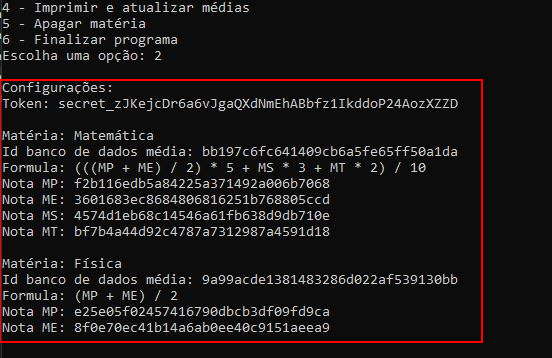 4 - Imprimir e atualizar médias
5 - Apagar matéria
6 - Finalizar programa
Escolha uma opção: 2
Configurações:
Token: secret_zJKejcDr6a6vJgaQXdNmEhABbfz1IkddoP24AozXZZD
Matéria: Matemática
Id banco de dados média: bb197c6fc641409cb6a5fe65ff50a1da
Formula: (((MP + ME) / 2) * 5 + MS * 3 + MT * 2) / 10
Nota MP: f2b116edb5a84225a371492a006b7068
Nota ME: 3601683ec8684806816251b768805ccd
Nota MS: 4574d1eb68c14546a61fb638d9db710e
Nota MT: bf7b4a44d92c4787a7312987a4591d18
Matéria: Física
Id banco de dados média: 9a99acde1381483286d022af539130bb
Formula: (MP + ME) / 2
Nota MP: e25e05f02457416790dbcb3df09fd9ca
Nota ME: 8f0e70ec41b14a6ab0ee40c9151aeea9